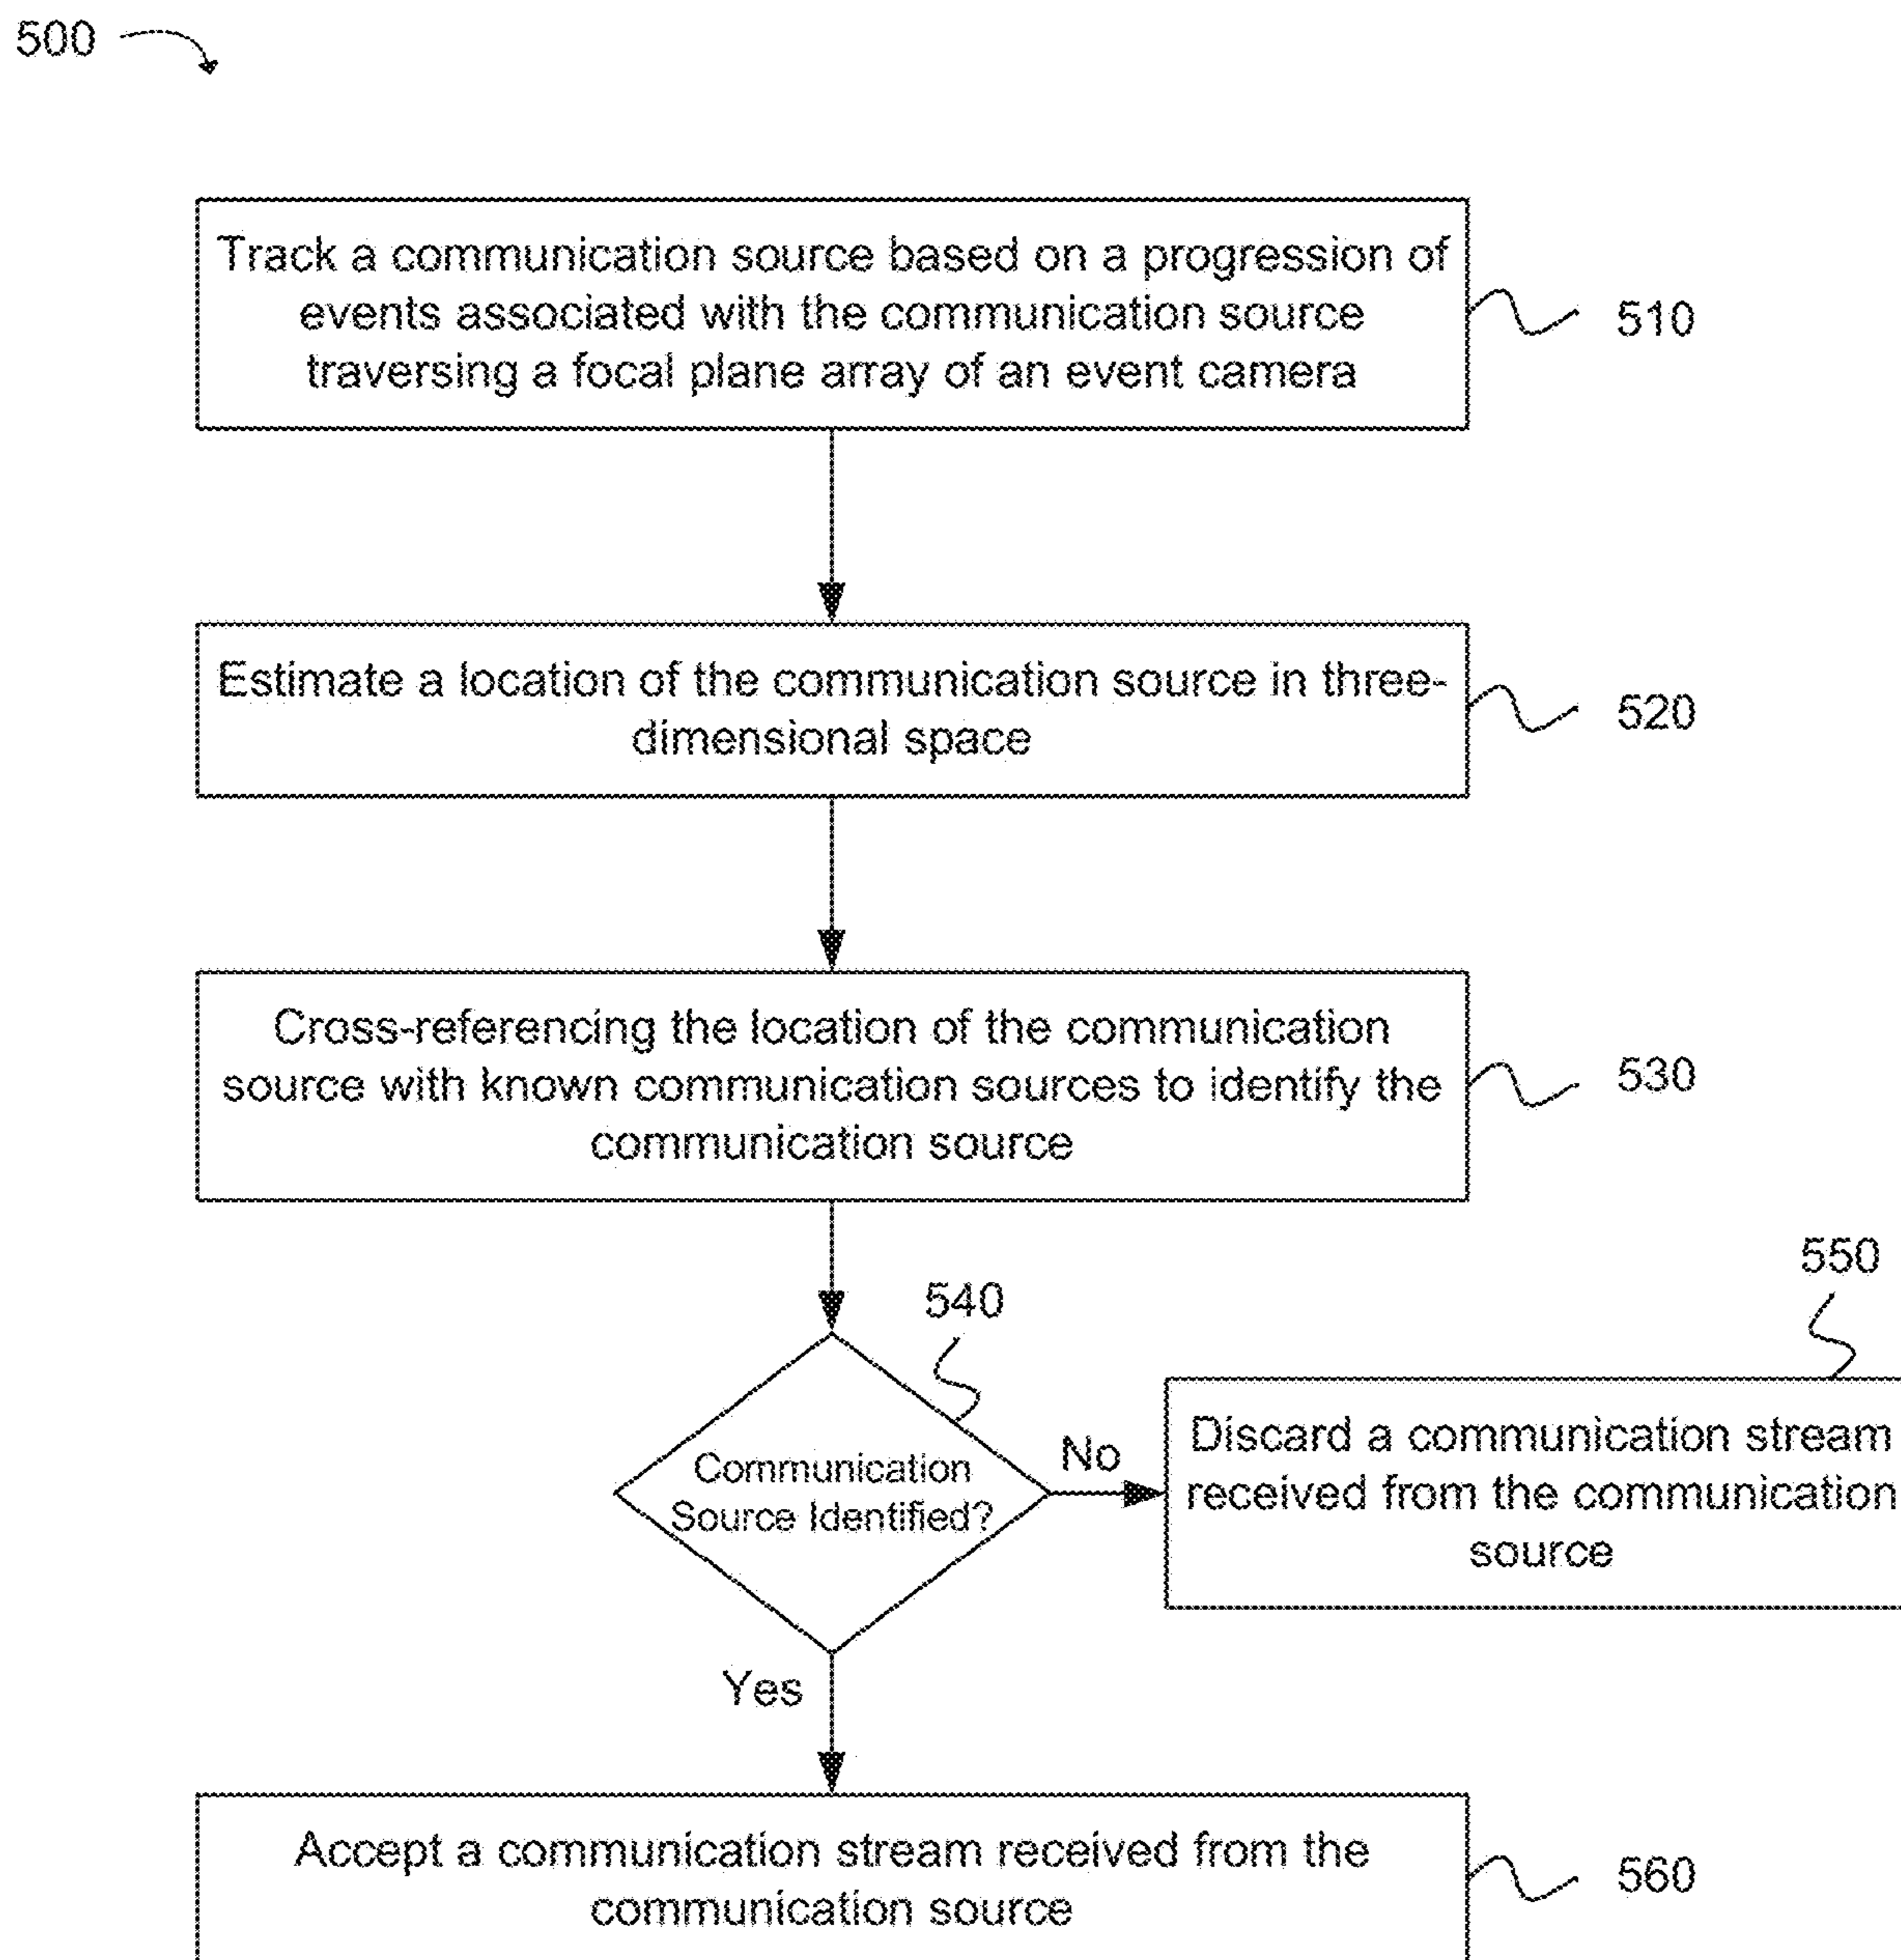 500
Track a communication source based on a progression of
events associated with the communication source
traversing a focal plane array of an event camera
510
Estimate a location of the communication source in three-
dimensional space
520
Cross-referencing the location of the communication
source with known communication sources to identify the
communication source
530
540
Communication
Source Identified?
No
550
Discard a communication stream
received from the communication
source
Yes
Accept a communication stream received from the
communication source
560